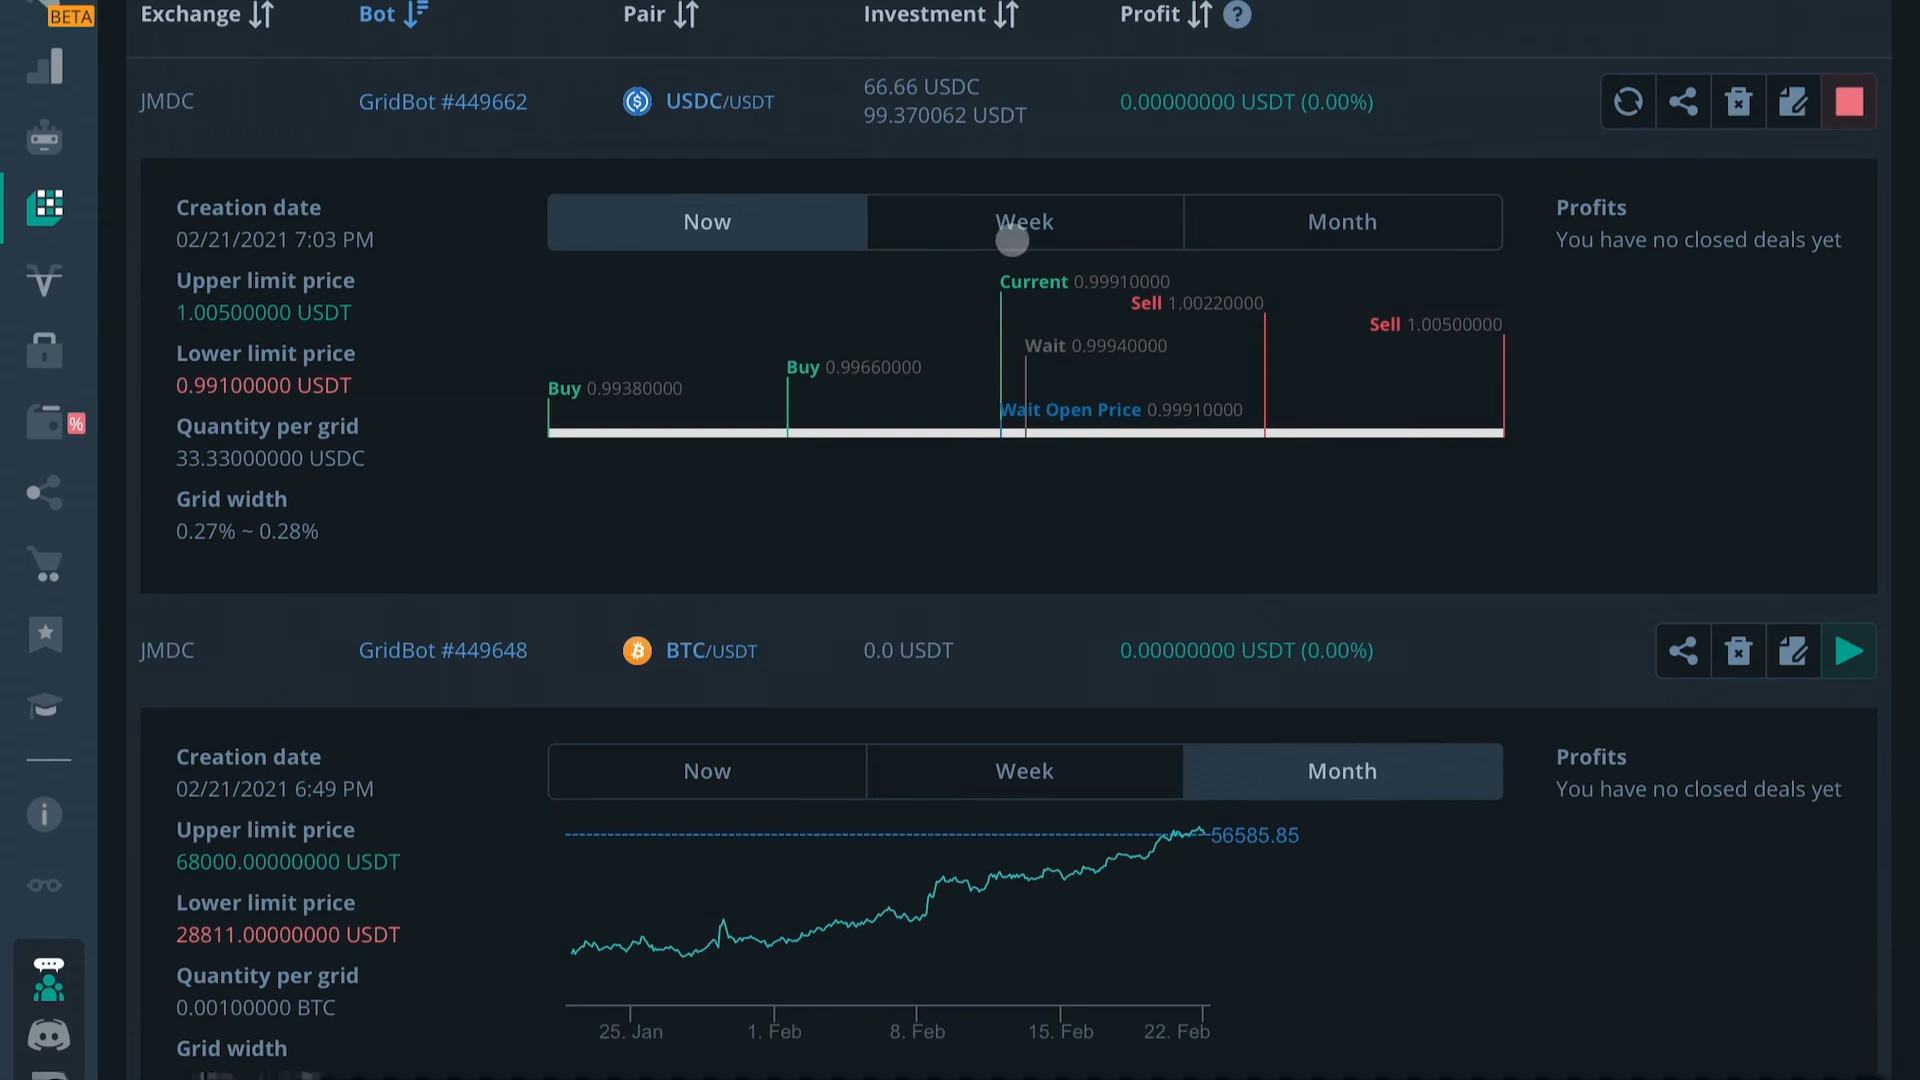 BETA
Exchange
Bot
Pair
Investment
Profit
?
JMDC
GridBot #449662
USDC/USDT
66.66 USDC
99.370062 USDT
0.00000000 USDT (0.00%)
Creation date
02/21/2021 7:03 PM
Upper limit price
1.00500000 USDT
Lower limit price
0.99100000 USDT
Quantity per grid
33.33000000 USDC
Grid width
0.27% ~ 0.28%
Now
Week
Month
Current 0.99910000
Sell 1.00220000
Sell 1.00500000
Wait 0.99940000
Buy 0.99660000
Buy 0.99380000
Wait Open Price 0.99910000
Profits
You have no closed deals yet
%
JMDC
GridBot #449648
BTC/USDT
0.0 USDT
0.00000000 USDT (0.00%)
Creation date
02/21/2021 6:49 PM
Upper limit price
68000.00000000 USDT
Lower limit price
28811.00000000 USDT
Quantity per grid
0.00100000 BTC
Grid width
Now
Week
Month
56585.85
25. Jan
1. Feb
8. Feb
15. Feb
22. Feb
Profits
You have no closed deals yet